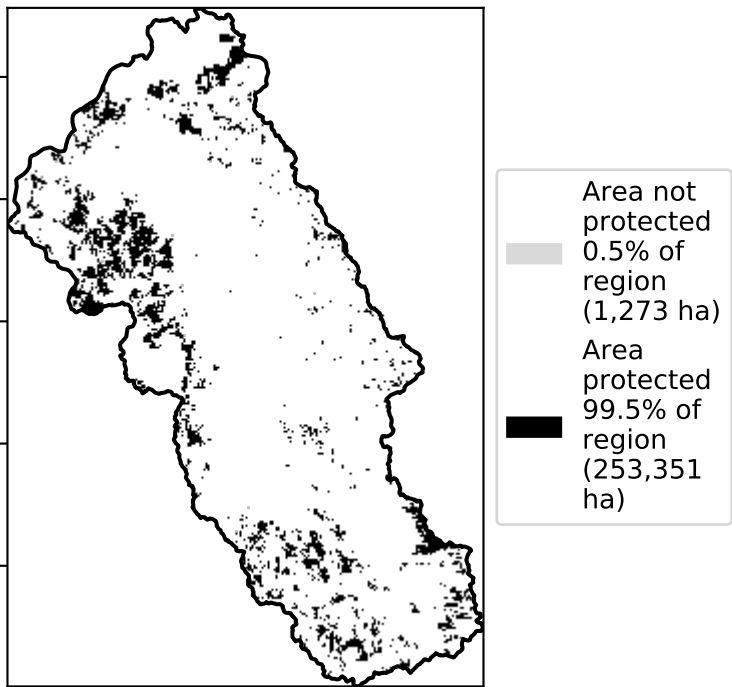 Area not
protected
0.5% of
region
(1,273 ha)
Area
protected
99.5% of
region
(253,351
ha)